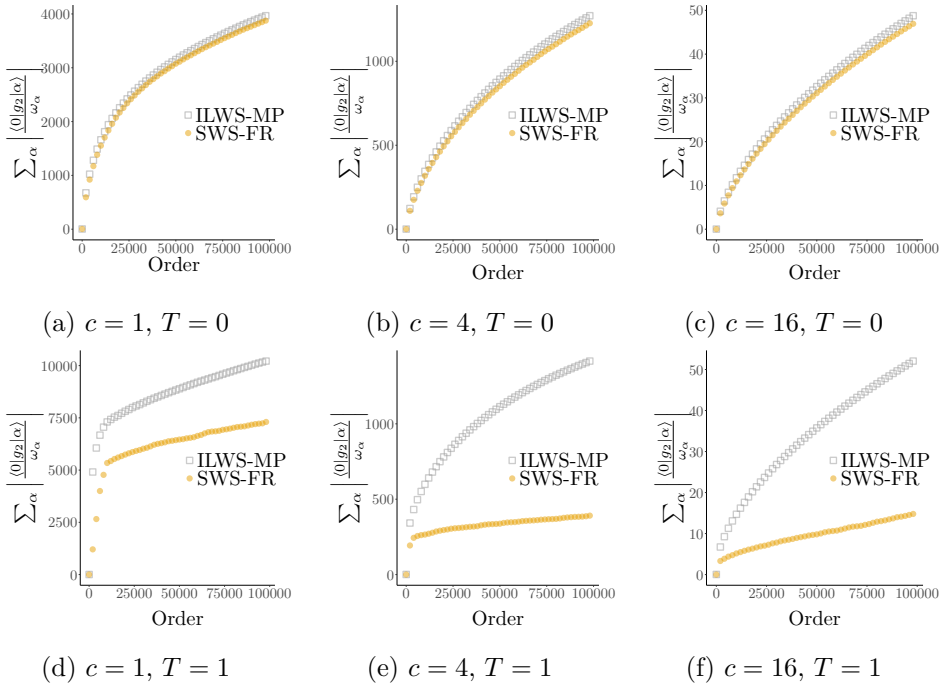 4000
3000
2000
1000
0
∑α |⟨0|g2|α⟩/ωα|
ILWS-MP
SWS-FR
0 25000 50000 75000 100000
Order
(a) c = 1, T = 0
1000
500
0
∑α |⟨0|g2|α⟩/ωα|
ILWS-MP
SWS-FR
0 25000 50000 75000 100000
Order
(b) c = 4, T = 0
50
40
30
20
10
0
∑α |⟨0|g2|α⟩/ωα|
ILWS-MP
SWS-FR
0 25000 50000 75000 100000
Order
(c) c = 16, T = 0
10000
7500
5000
2500
0
∑α |⟨0|g2|α⟩/ωα|
ILWS-MP
SWS-FR
0 25000 50000 75000 100000
Order
(d) c = 1, T = 1
1000
500
0
∑α |⟨0|g2|α⟩/ωα|
ILWS-MP
SWS-FR
0 25000 50000 75000 100000
Order
(e) c = 4, T = 1
50
40
30
20
10
0
∑α |⟨0|g2|α⟩/ωα|
ILWS-MP
SWS-FR
0 25000 50000 75000 100000
Order
(f) c = 16, T = 1